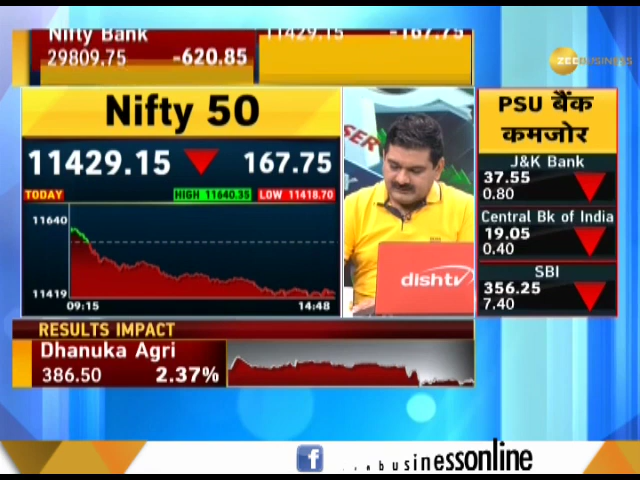 Nifty Bank
29809.75 -620.85
11429.15 -167.75
ZEEBUSINESS
Nifty 50
11429.15 167.75
TODAY HIGH 11640.35 LOW 11418.70
11640
11419
09:15 14:48
dishtv
PSU बैंक
कमजोर
J&K Bank
37.55
0.80
Central Bk of India
19.05
0.40
SBI
356.25
7.40
RESULTS IMPACT
Dhanuka Agri
386.50 2.37%
f businessonline